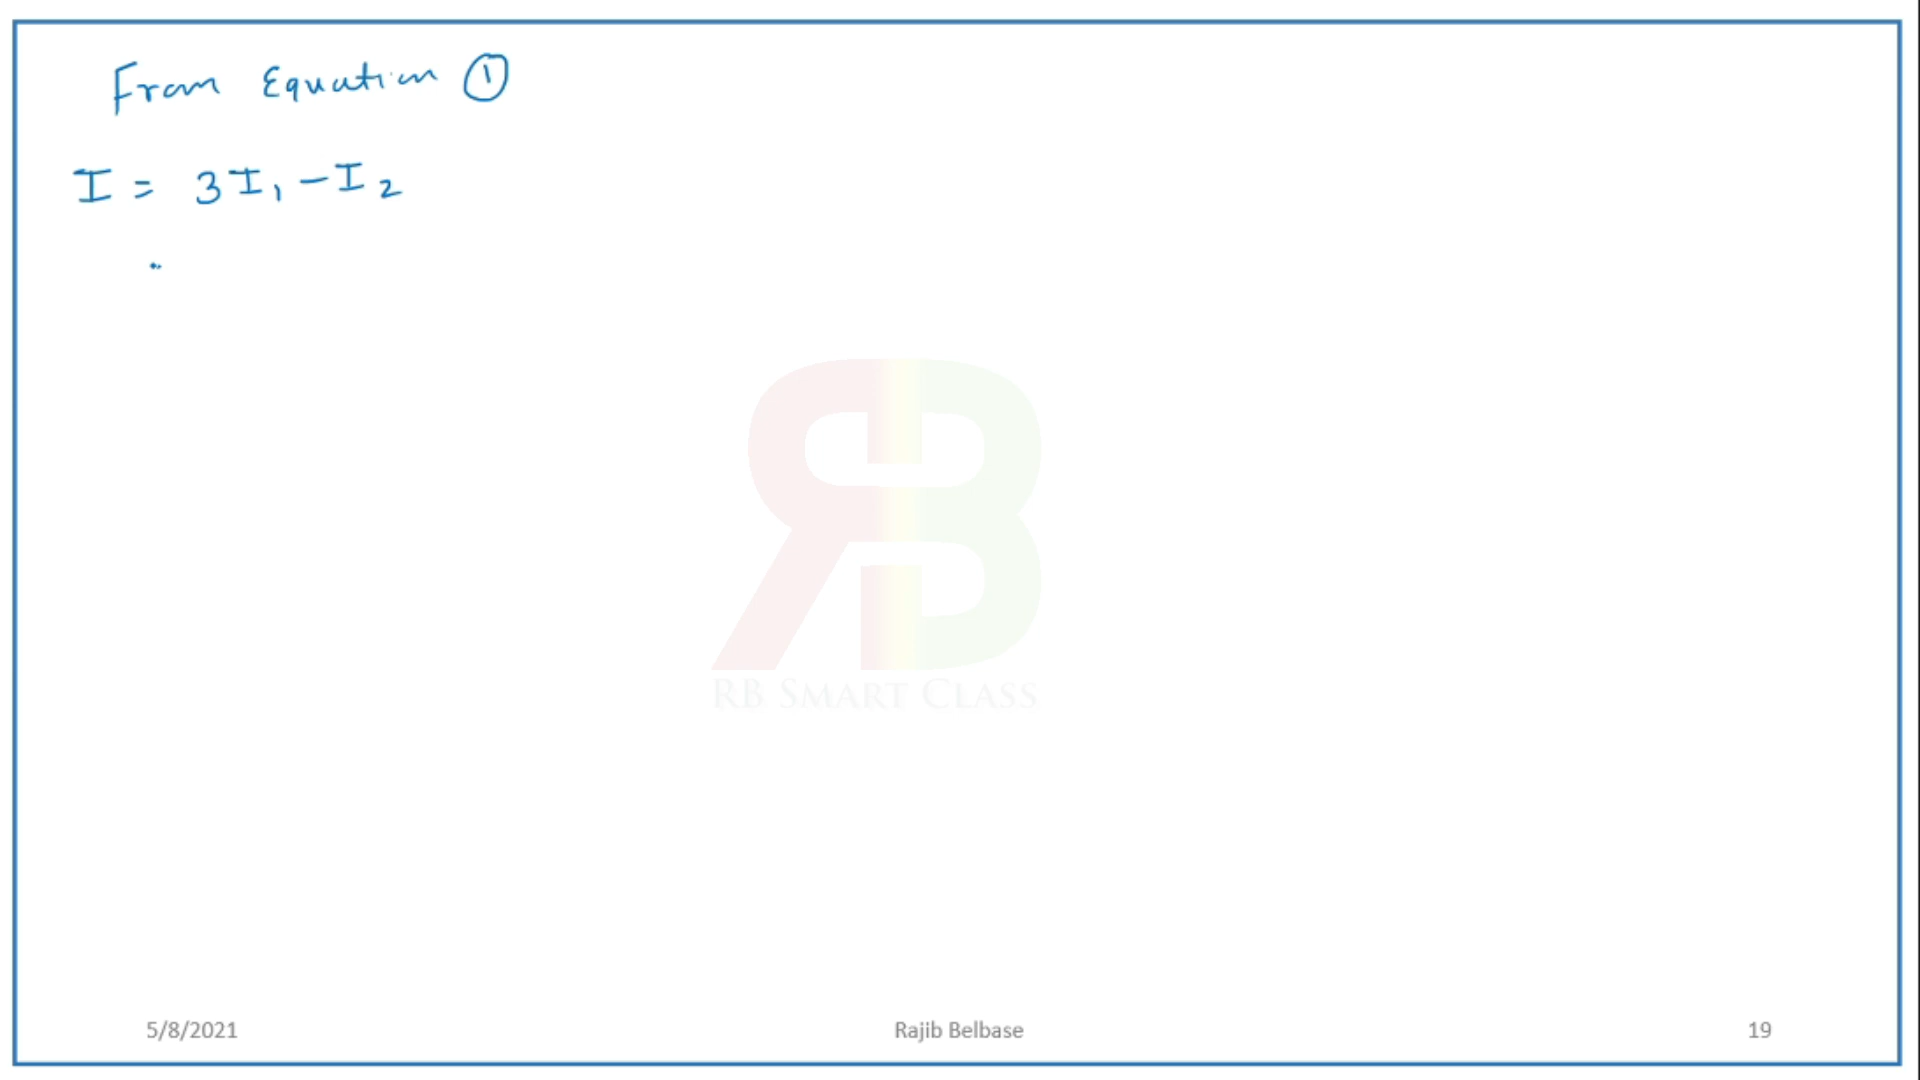 From Equation ①
I = 3I₁ - I₂
RB SMART CLASS
5/8/2021
Rajib Belbase
19